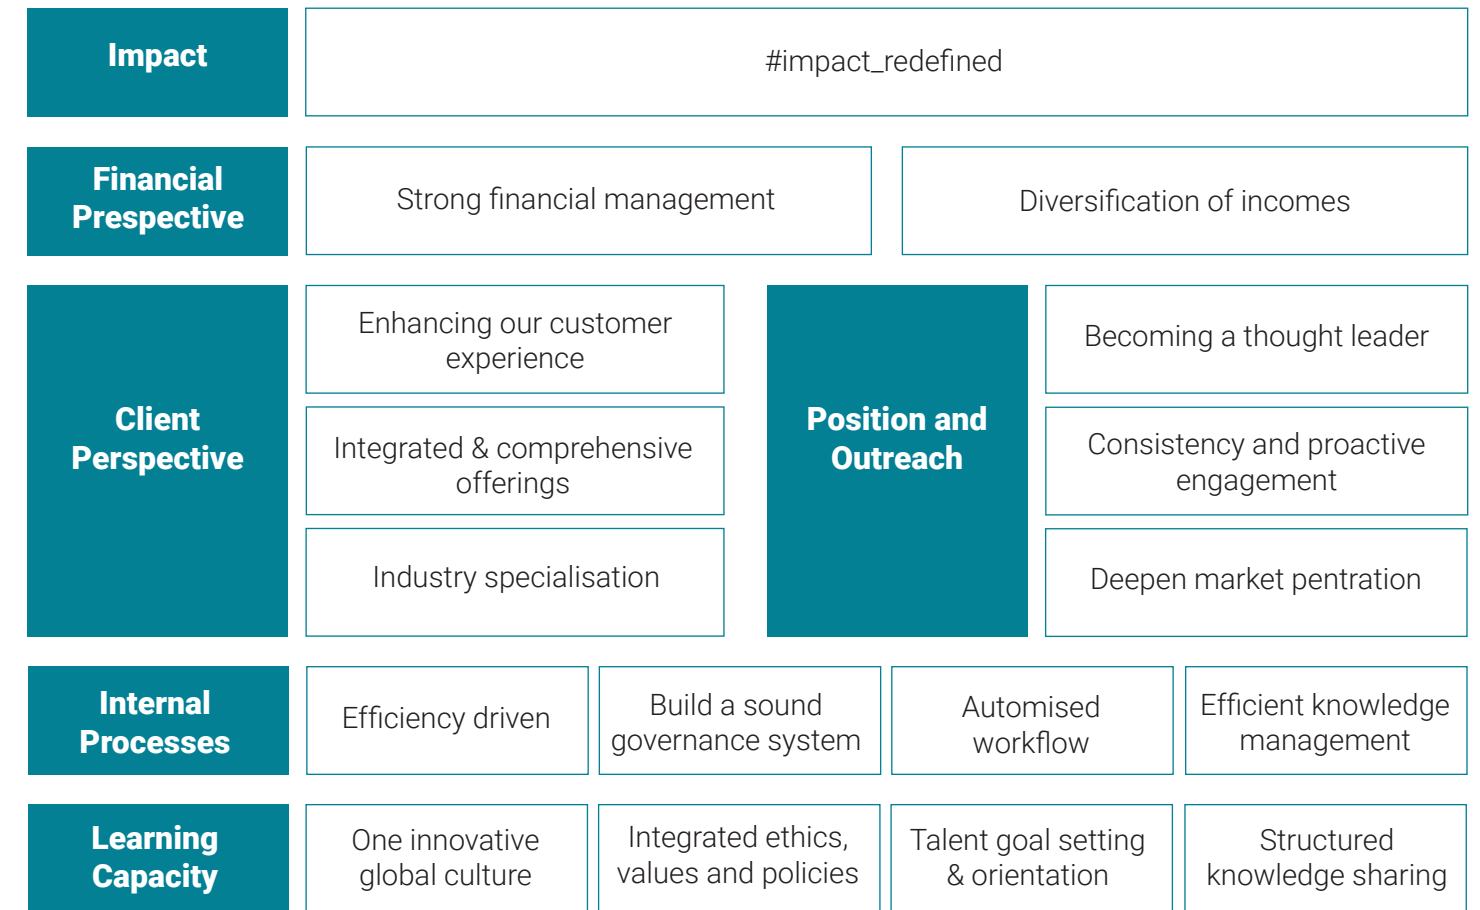 Impact
#impact_redefined
Financial
Prespective
Strong financial management
Diversification of incomes
Client
Perspective
Enhancing our customer
experience
Integrated & comprehensive
offerings
Industry specialisation
Position and
Outreach
Becoming a thought leader
Consistency and proactive
engagement
Deepen market pentration
Internal
Processes
Efficiency driven
Build a sound
governance system
Automised
workflow
Efficient knowledge
management
Learning
Capacity
One innovative
global culture
Integrated ethics,
values and policies
Talent goal setting
& orientation
Structured
knowledge sharing